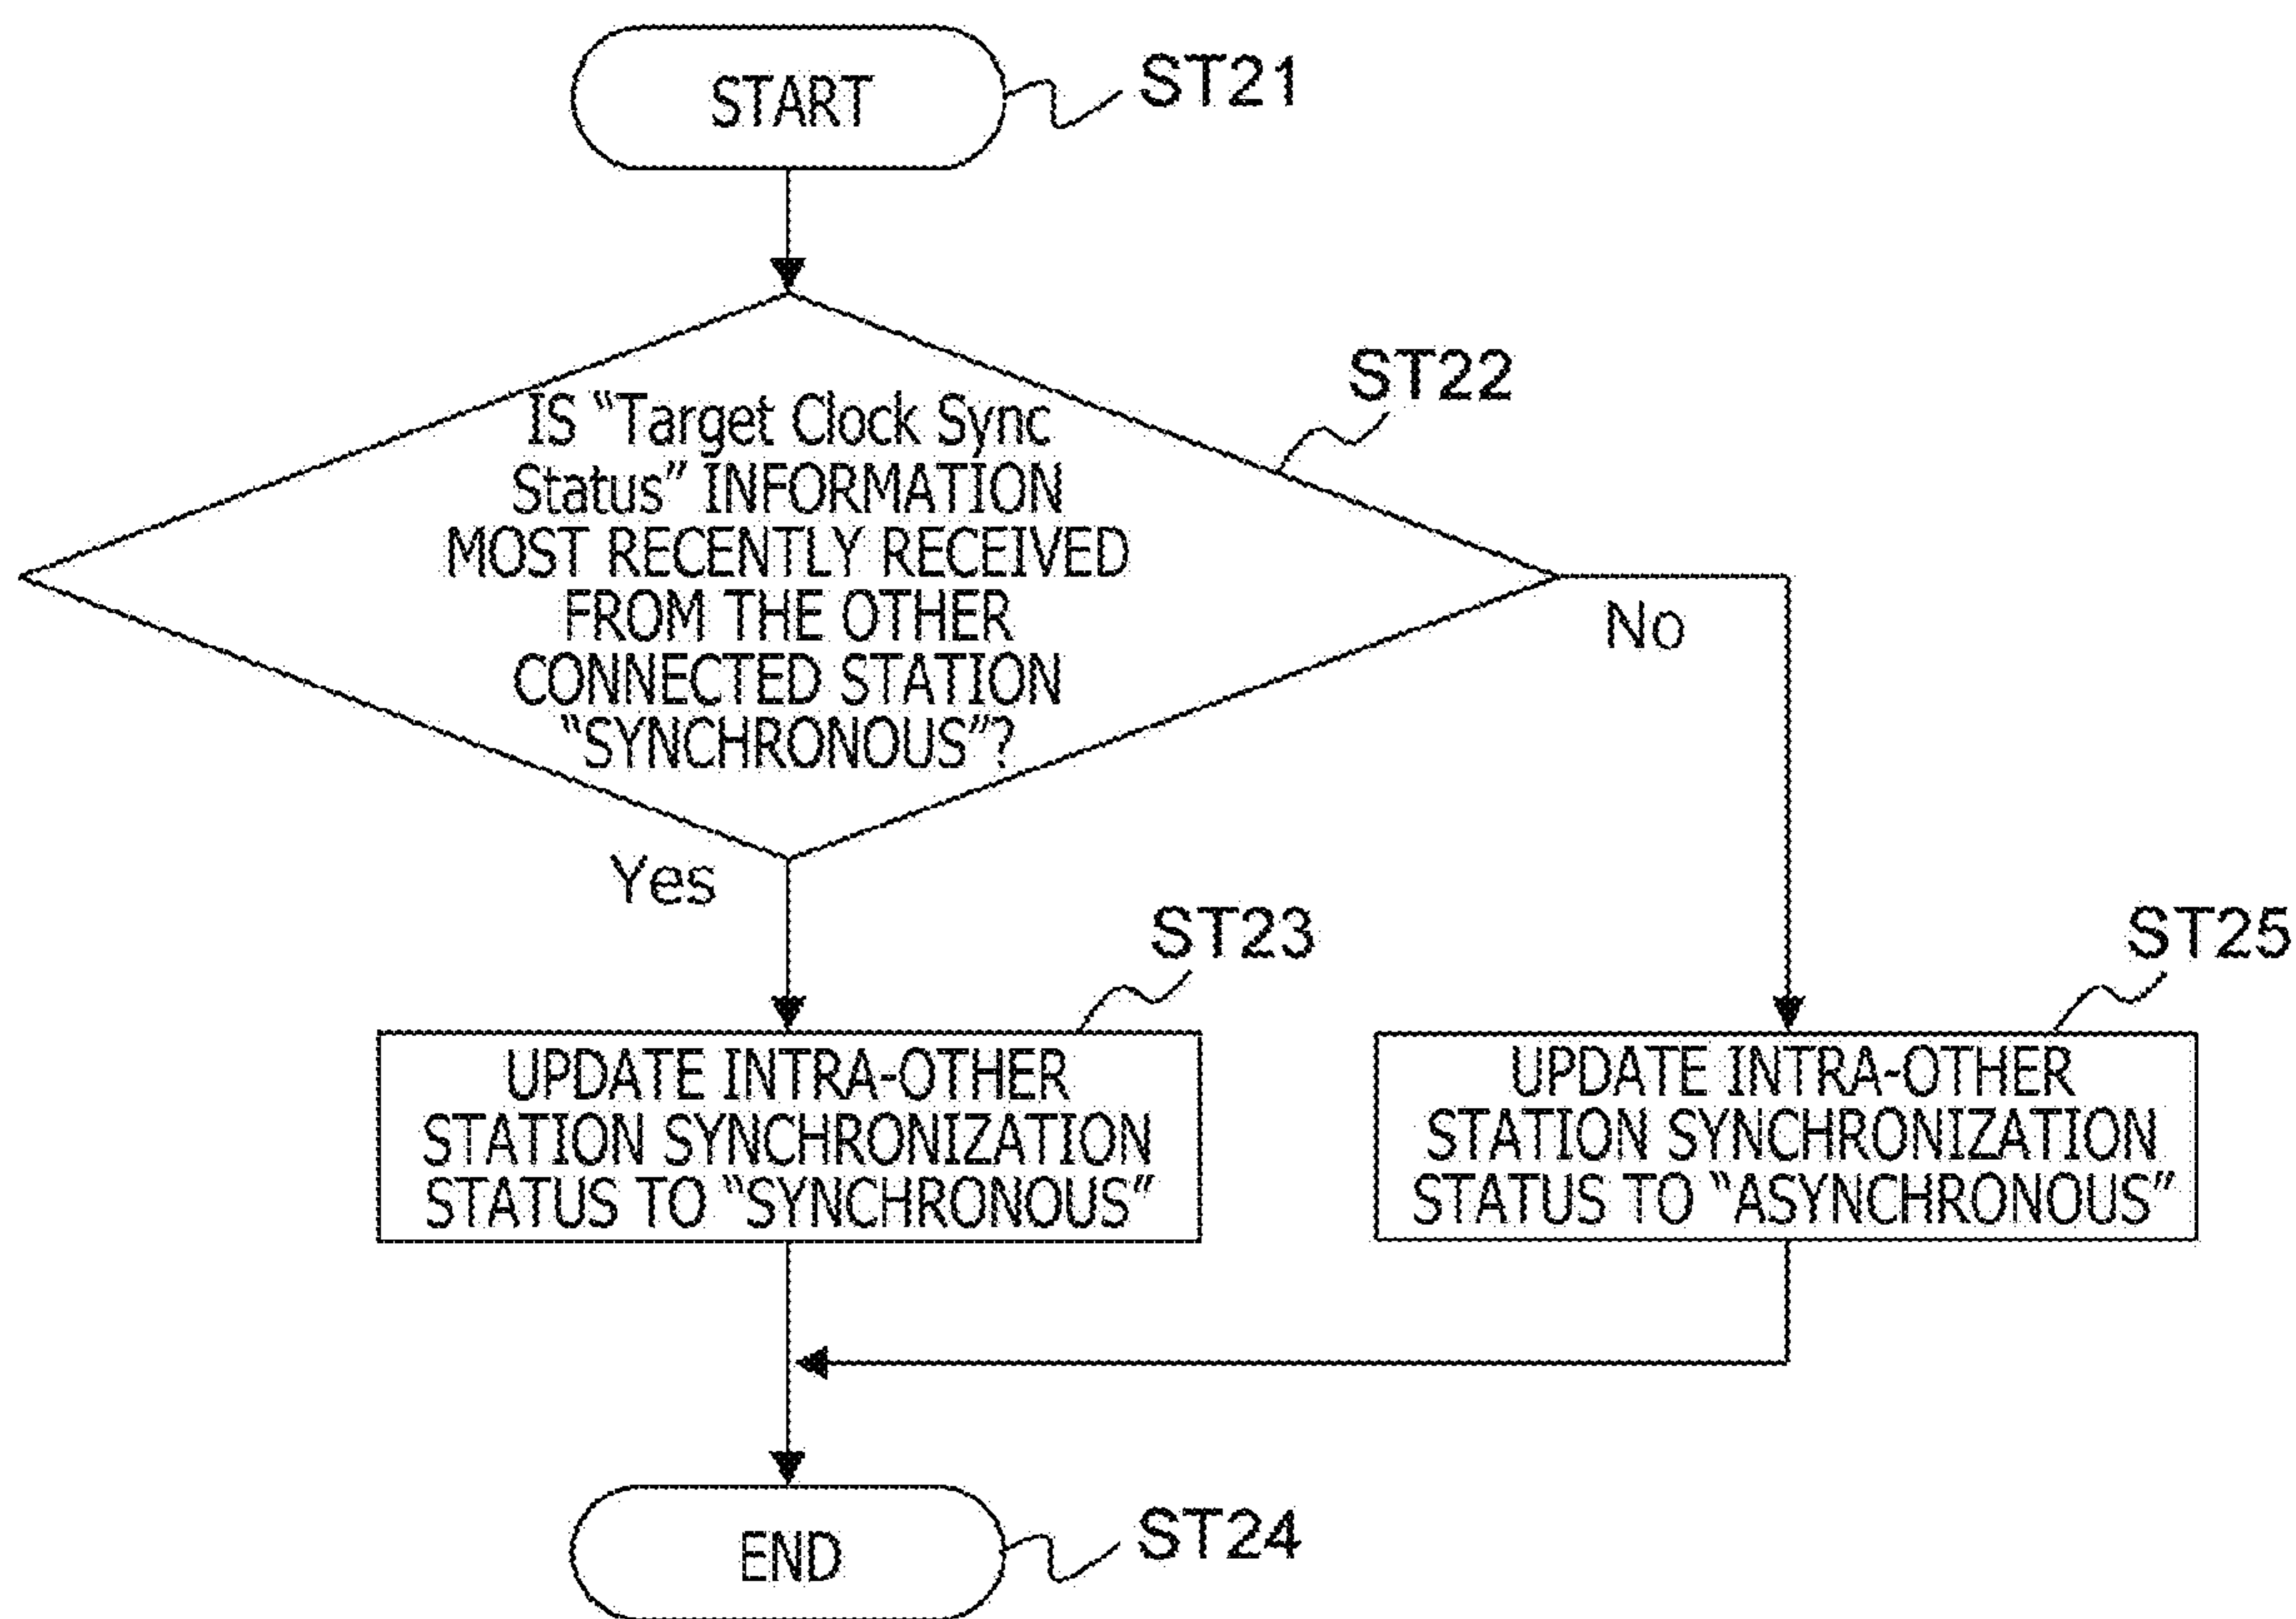 START
ST21
ST22
IS “Target Clock Sync
Status” INFORMATION
MOST RECENTLY RECEIVED
FROM THE OTHER
CONNECTED STATION
“SYNCHRONOUS”?
No
Yes
ST23
UPDATE INTRA-OTHER
STATION SYNCHRONIZATION
STATUS TO “SYNCHRONOUS”
ST25
UPDATE INTRA-OTHER
STATION SYNCHRONIZATION
STATUS TO “ASYNCHRONOUS”
END
ST24